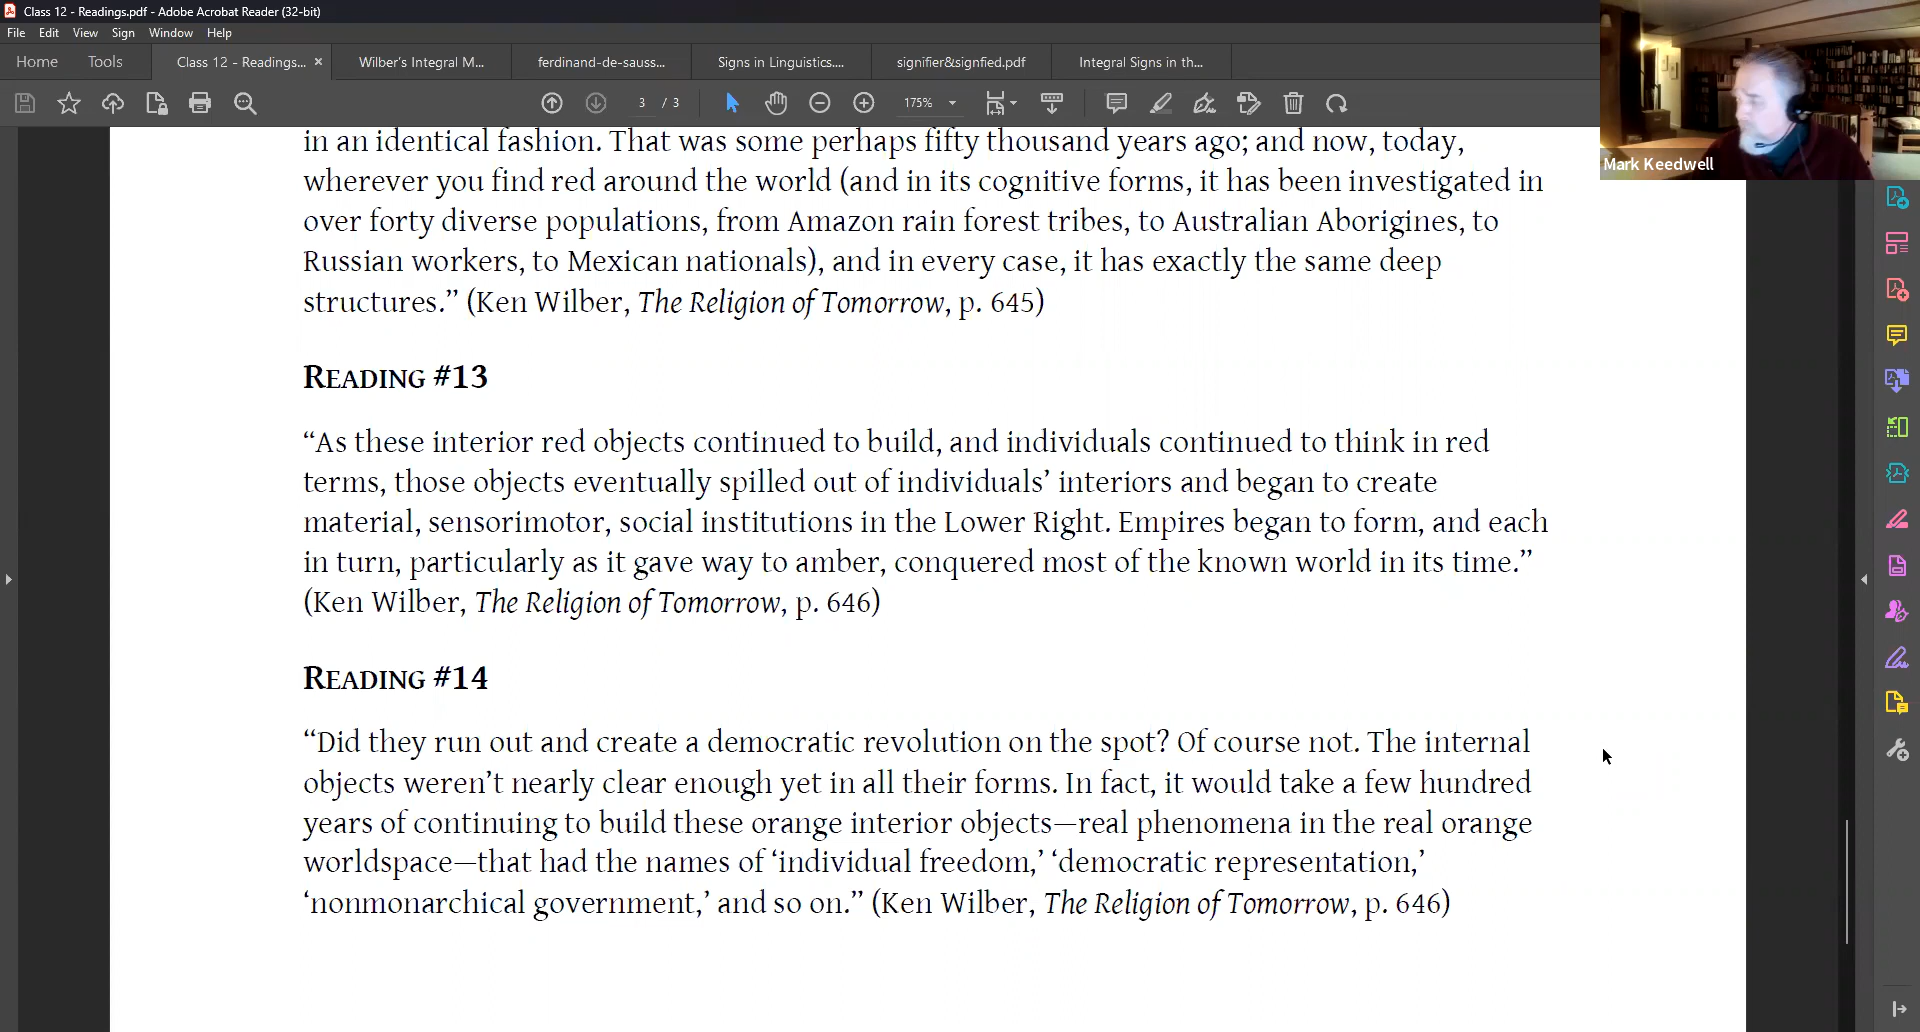 Class 12 - Readings.pdf - Adobe Acrobat Reader (32-bit)
File Edit View Sign Window Help
Home Tools Class 12 - Readings... × Wilber's Integral M... ferdinand-de-sauss... Signs in Linguistics.... signifier&signfied.pdf Integral Signs in th...
3 / 3 175%
Mark Keedwell
in an identical fashion. That was some perhaps fifty thousand years ago; and now, today,
wherever you find red around the world (and in its cognitive forms, it has been investigated in
over forty diverse populations, from Amazon rain forest tribes, to Australian Aborigines, to
Russian workers, to Mexican nationals), and in every case, it has exactly the same deep
structures.” (Ken Wilber, The Religion of Tomorrow, p. 645)
READING #13
“As these interior red objects continued to build, and individuals continued to think in red
terms, those objects eventually spilled out of individuals’ interiors and began to create
material, sensorimotor, social institutions in the Lower Right. Empires began to form, and each
in turn, particularly as it gave way to amber, conquered most of the known world in its time.”
(Ken Wilber, The Religion of Tomorrow, p. 646)
READING #14
“Did they run out and create a democratic revolution on the spot? Of course not. The internal
objects weren’t nearly clear enough yet in all their forms. In fact, it would take a few hundred
years of continuing to build these orange interior objects—real phenomena in the real orange
worldspace—that had the names of ‘individual freedom,’ ‘democratic representation,’
‘nonmonarchical government,’ and so on.” (Ken Wilber, The Religion of Tomorrow, p. 646)